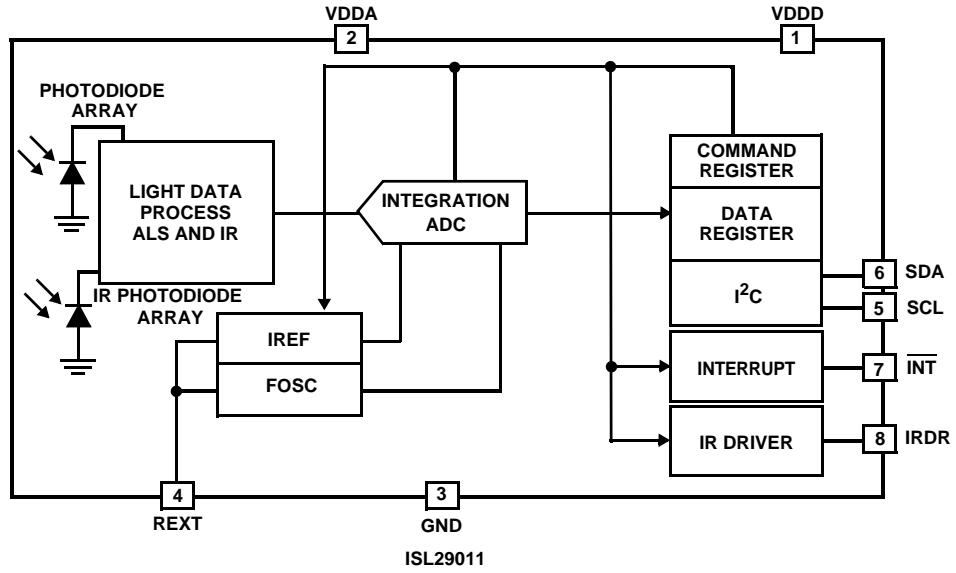 VDDA
VDDD
2
1
PHOTODIODE
ARRAY
COMMAND
REGISTER
LIGHT DATA
PROCESS
ALS AND IR
INTEGRATION
ADC
DATA
REGISTER
I²C
6
SDA
5
SCL
IR PHOTODIODE
ARRAY
IREF
FOSC
INTERRUPT
7
INT
IR DRIVER
8
IRDR
4
REXT
3
GND
ISL29011